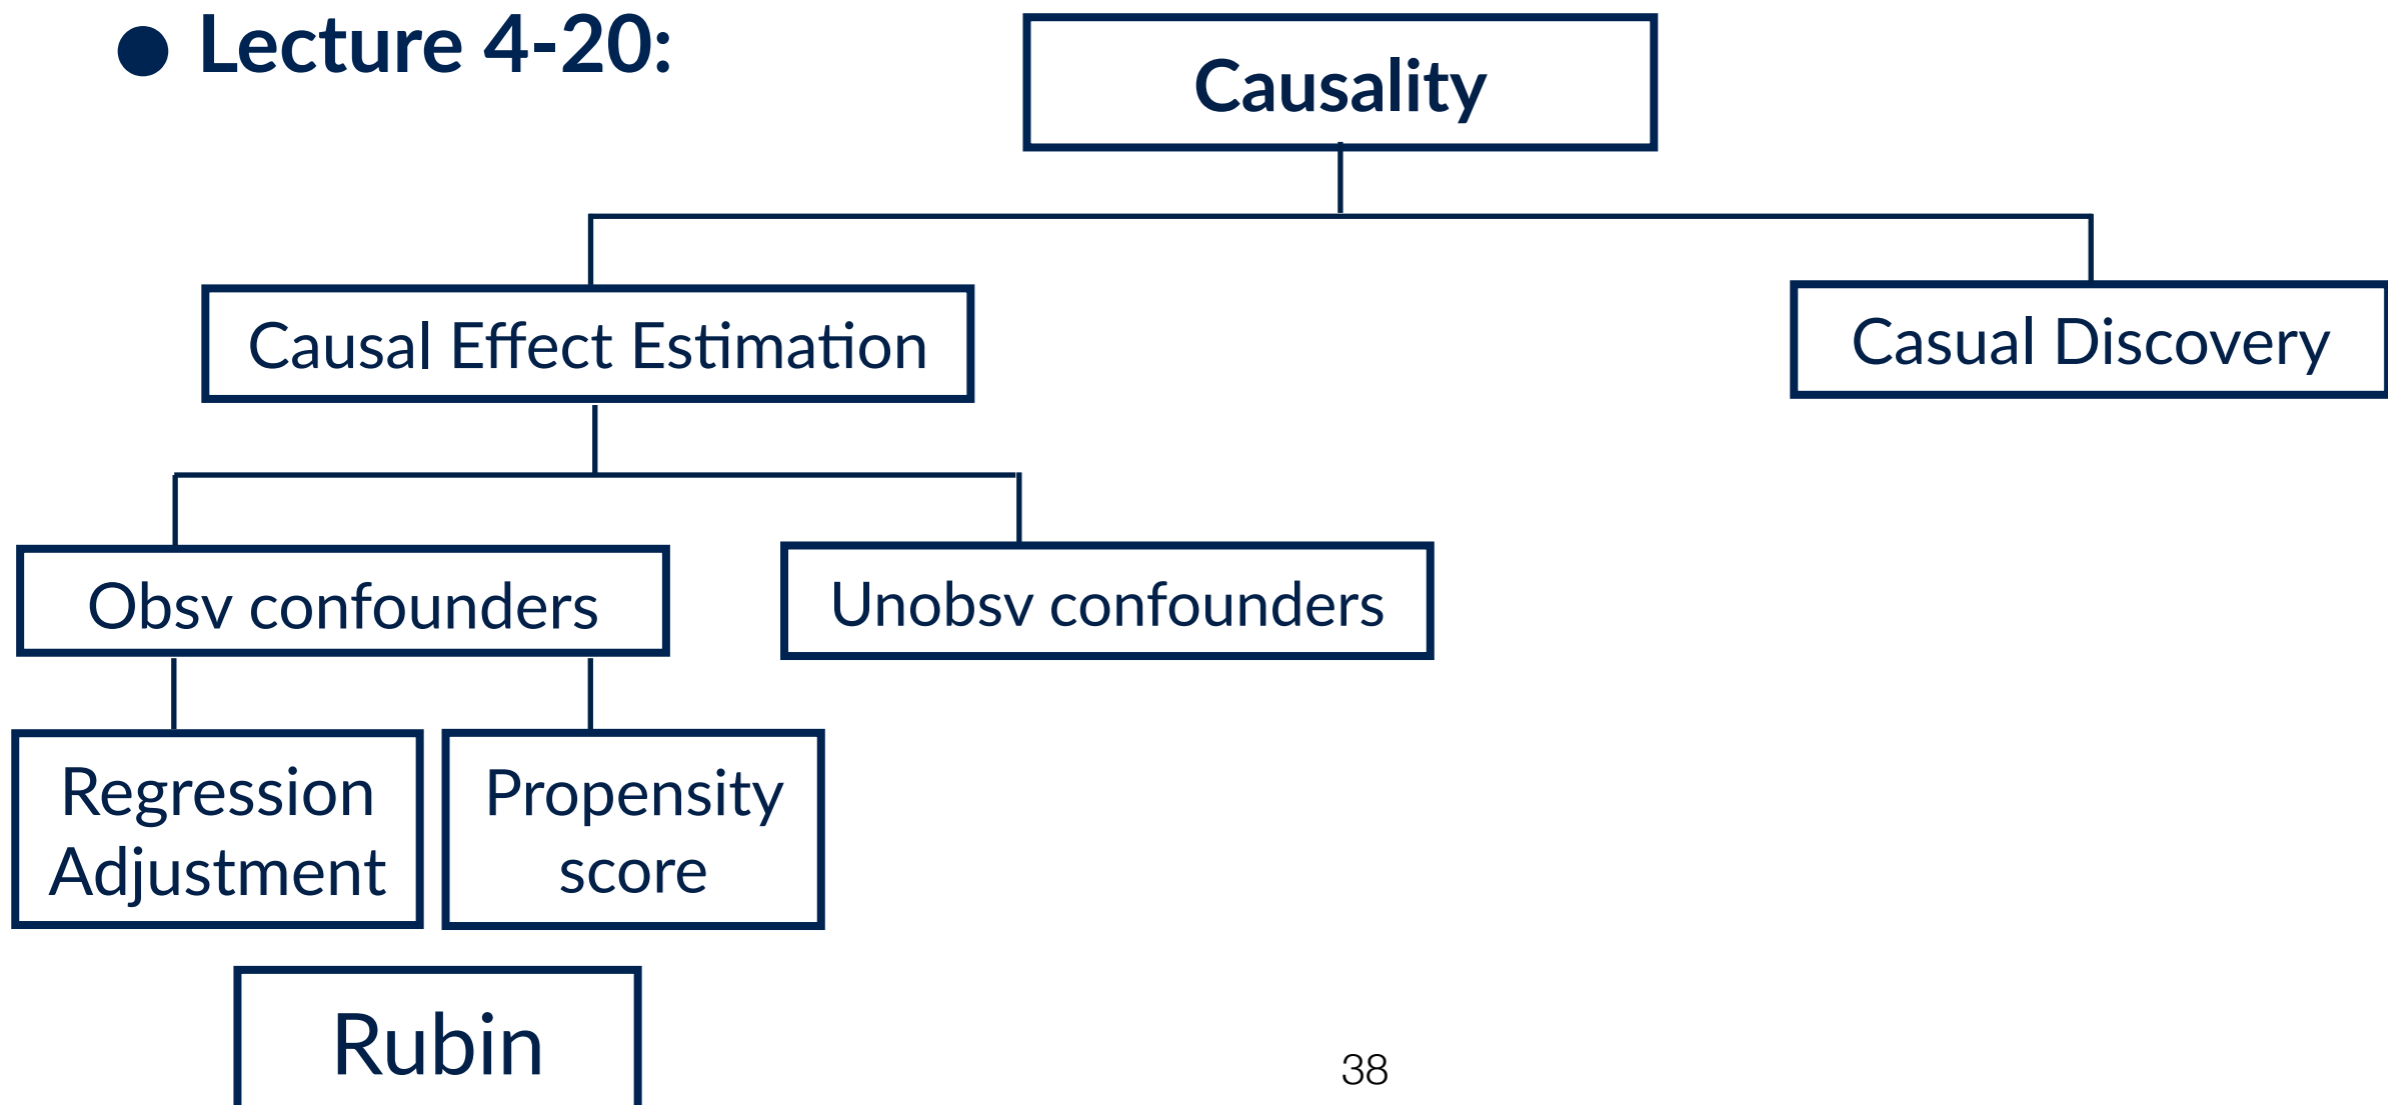 ● Lecture 4-20:
Causality
Causal Effect Estimation
Casual Discovery
Obsv confounders
Unobsv confounders
Regression
Adjustment
Propensity
score
Rubin
38